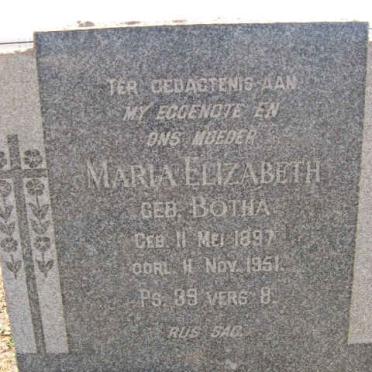 TER GEDAGTENIS AAN
MY EGGENOTE EN
ONS MOEDER
MARIA ELIZABETH
GEB. BOTHA
GEB. 11 MEI 1897
OORL. 11 NOV. 1951.
PS. 39 VERS 8.
RUS SAG.